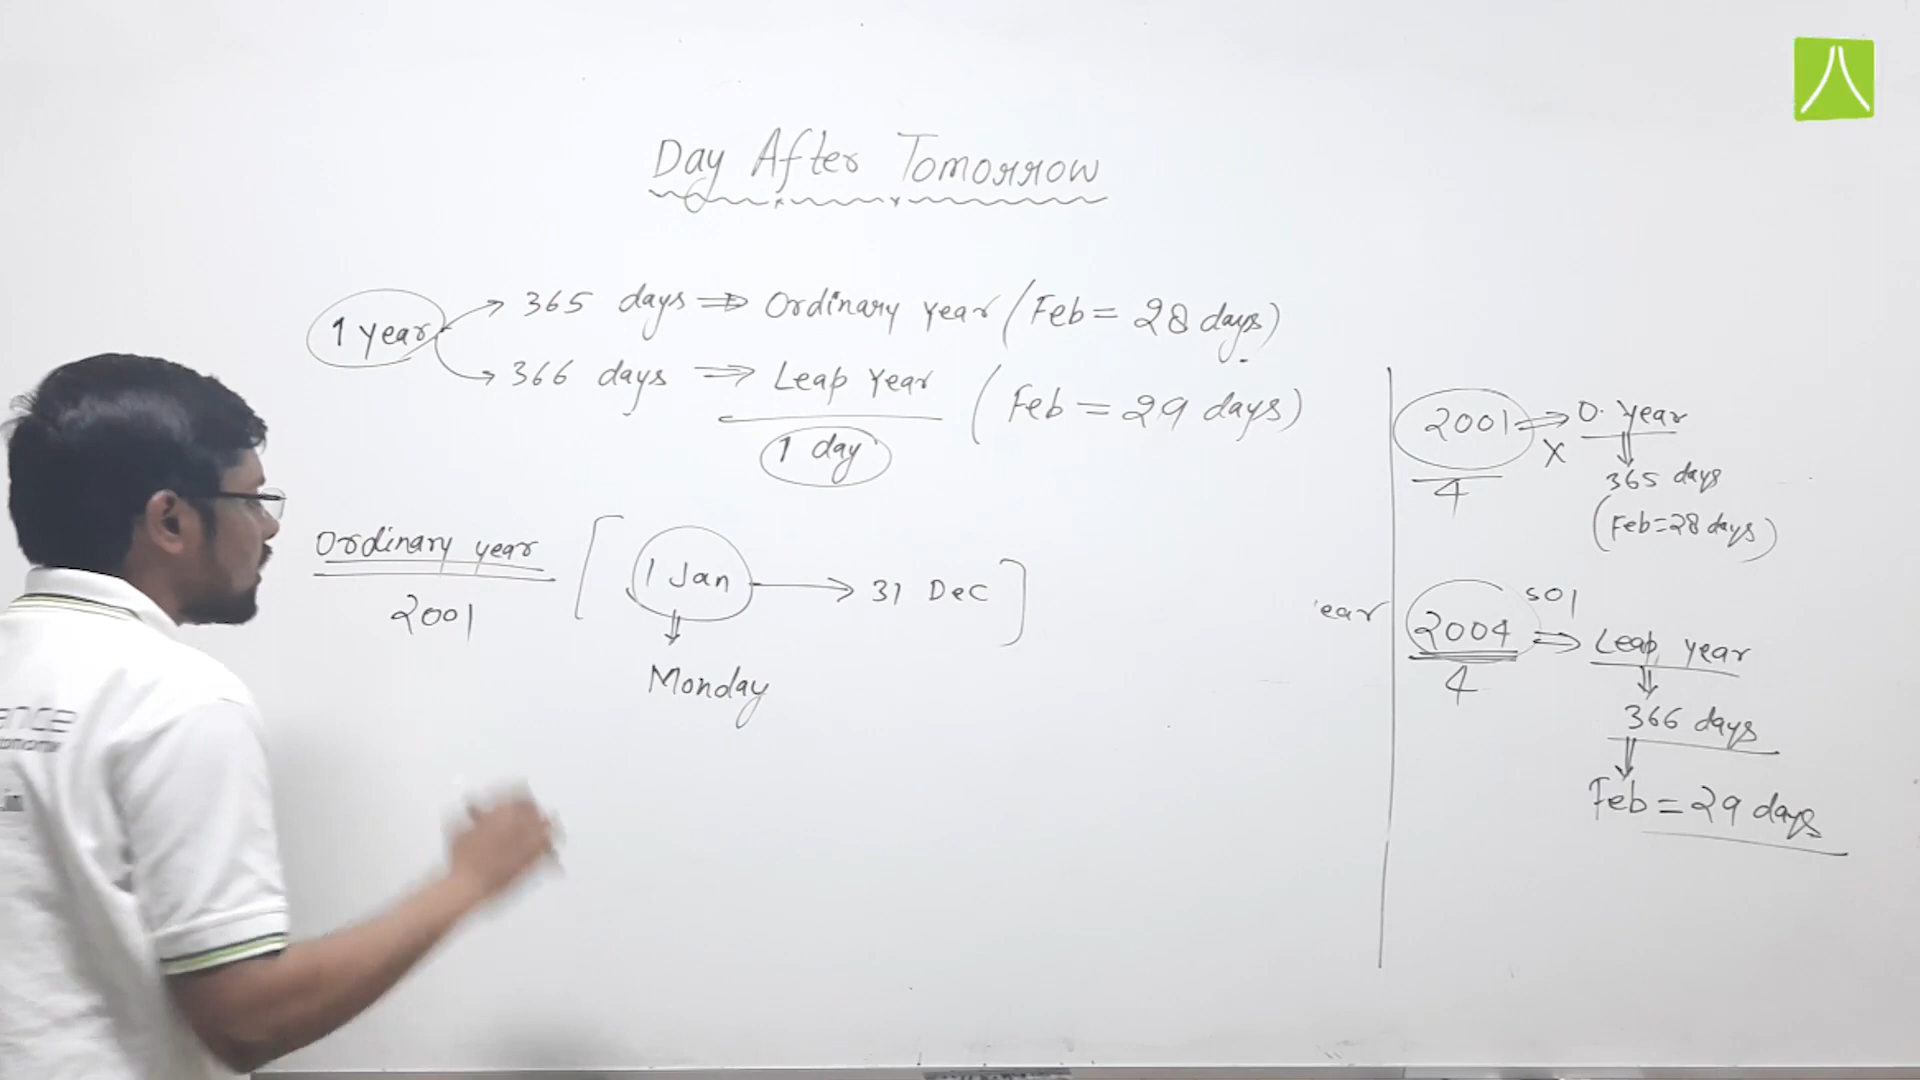 Day After Tomorrow
1 year
365 days ⇒ Ordinary year (Feb = 28 days)
366 days ⇒ Leap Year (Feb = 29 days)
1 day
Ordinary year
2001
[1 Jan → 31 Dec]
⇓
Monday
2001 ⇒ O. Year
4
X
⇓
365 days
(Feb=28 days)
ear
2004 ⇒ Leap year
4
501
⇓
366 days
⇓
Feb = 29 days